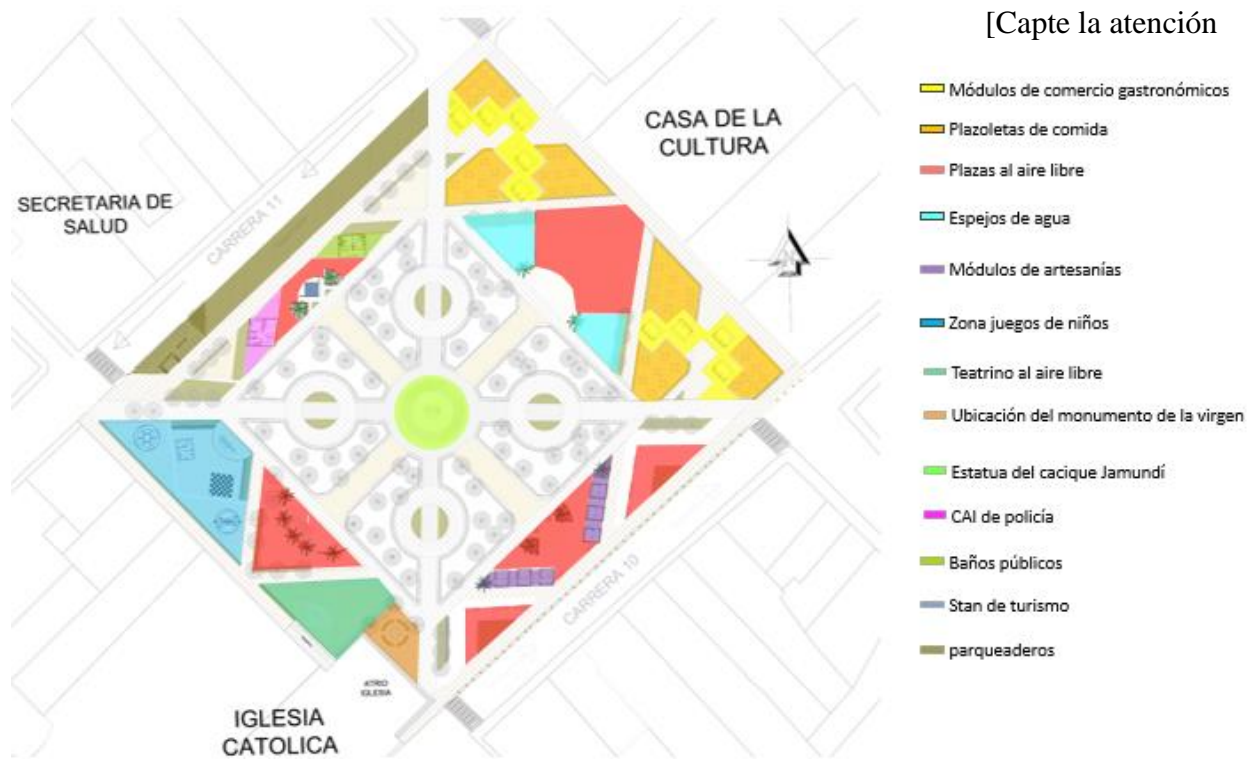 [Capte la atención
CASA DE LA
CULTURA
SECRETARIA DE
SALUD
CARRERA 11
CARRERA 10
ATRIO
IGLESIA
IGLESIA
CATOLICA
Módulos de comercio gastronómicos
Plazoletas de comida
Plazas al aire libre
Espejos de agua
Módulos de artesanías
Zona juegos de niños
Teatrino al aire libre
Ubicación del monumento de la virgen
Estatua del cacique Jamundí
CAI de policía
Baños públicos
Stan de turismo
parqueaderos